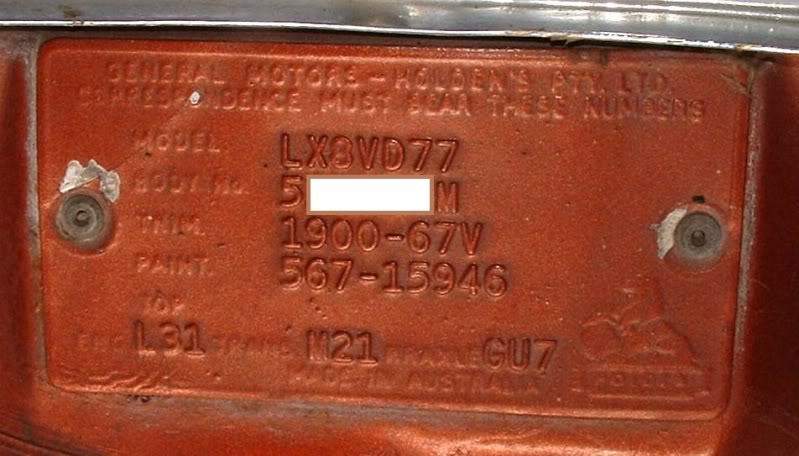 GENERAL MOTORS – HOLDEN'S PTY. LTD.
CORRESPONDENCE MUST BEAR THESE NUMBERS
MODEL. LX8VD77
BODY No. 5 M
TRIM. 1900-67V
PAINT. 567-15946
TOP
ENG. L31 TRANS. M21 R/AXLE GU7
MADE IN AUSTRALIA
HOLDEN